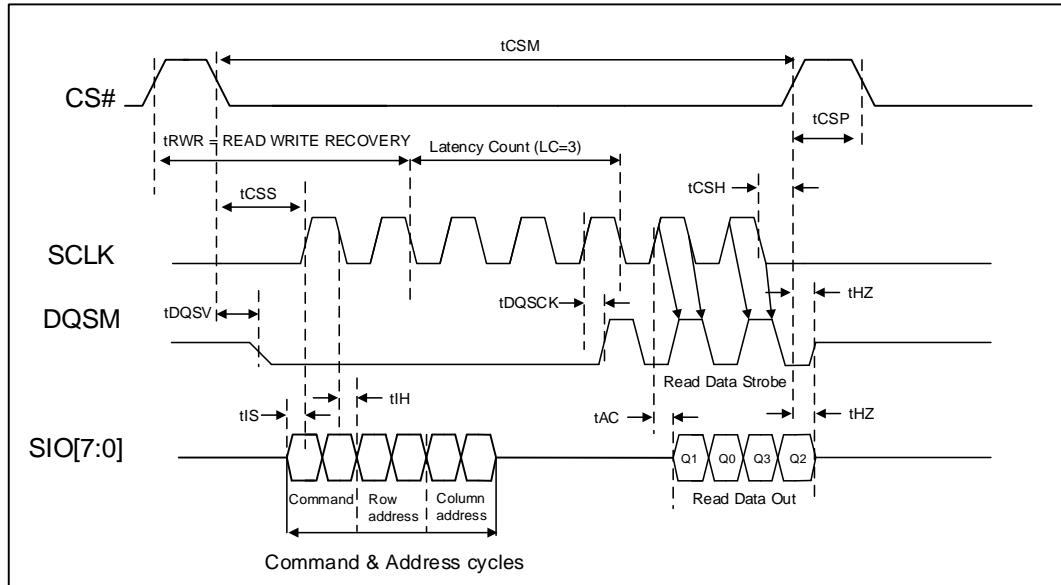 tCSM
CS#
tCSP
tRWR = READ WRITE RECOVERY
Latency Count (LC=3)
tCSS
tCSH
SCLK
tDQSV
tDQSCK
tHZ
DQSM
Read Data Strobe
tIS
tIH
tAC
tHZ
SIO[7:0]
Q1 Q0 Q3 Q2
Command
Row
address
Column
address
Read Data Out
Command & Address cycles